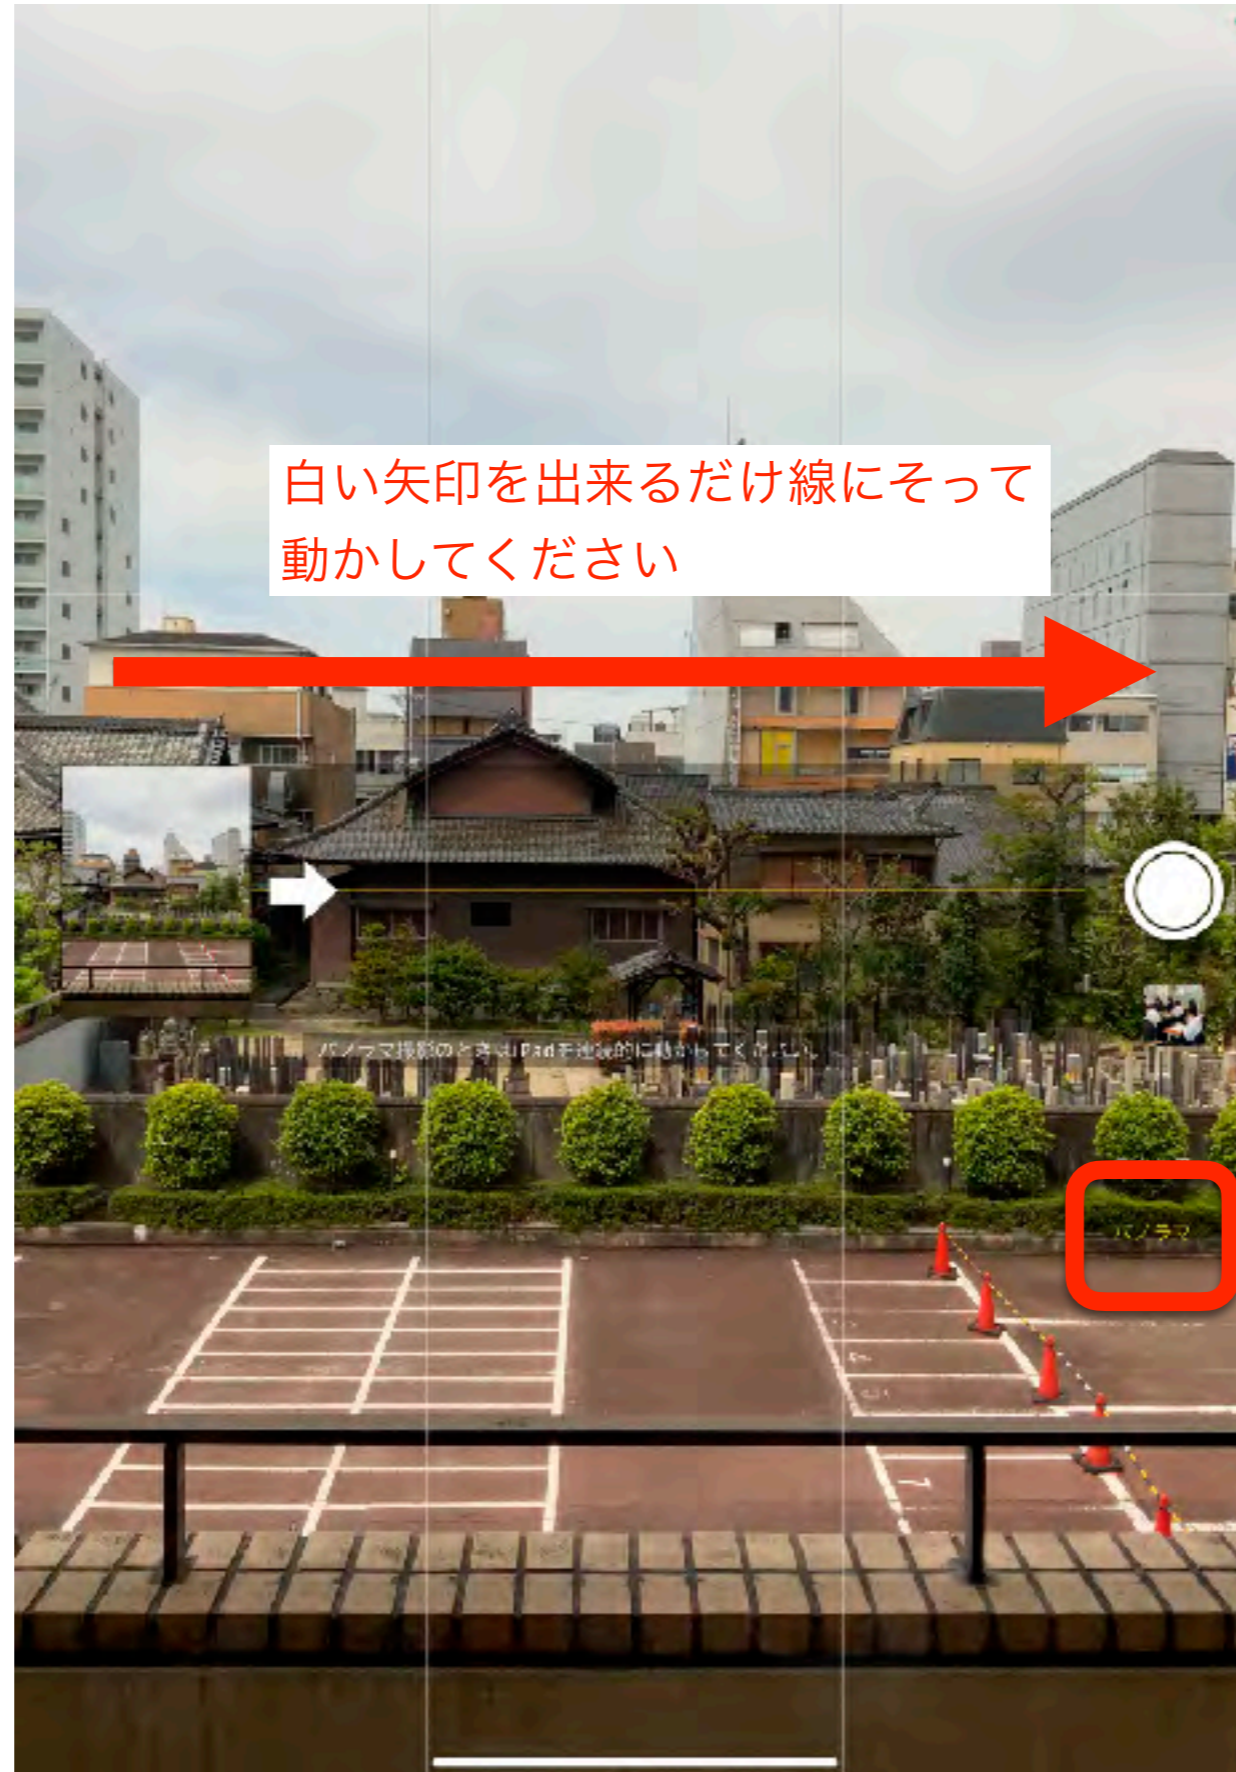 白い矢印を出来るだけ線にそって
動かしてください
パノラマ撮影のときはiPadを連続的に動かしてください。
パノラマ
7